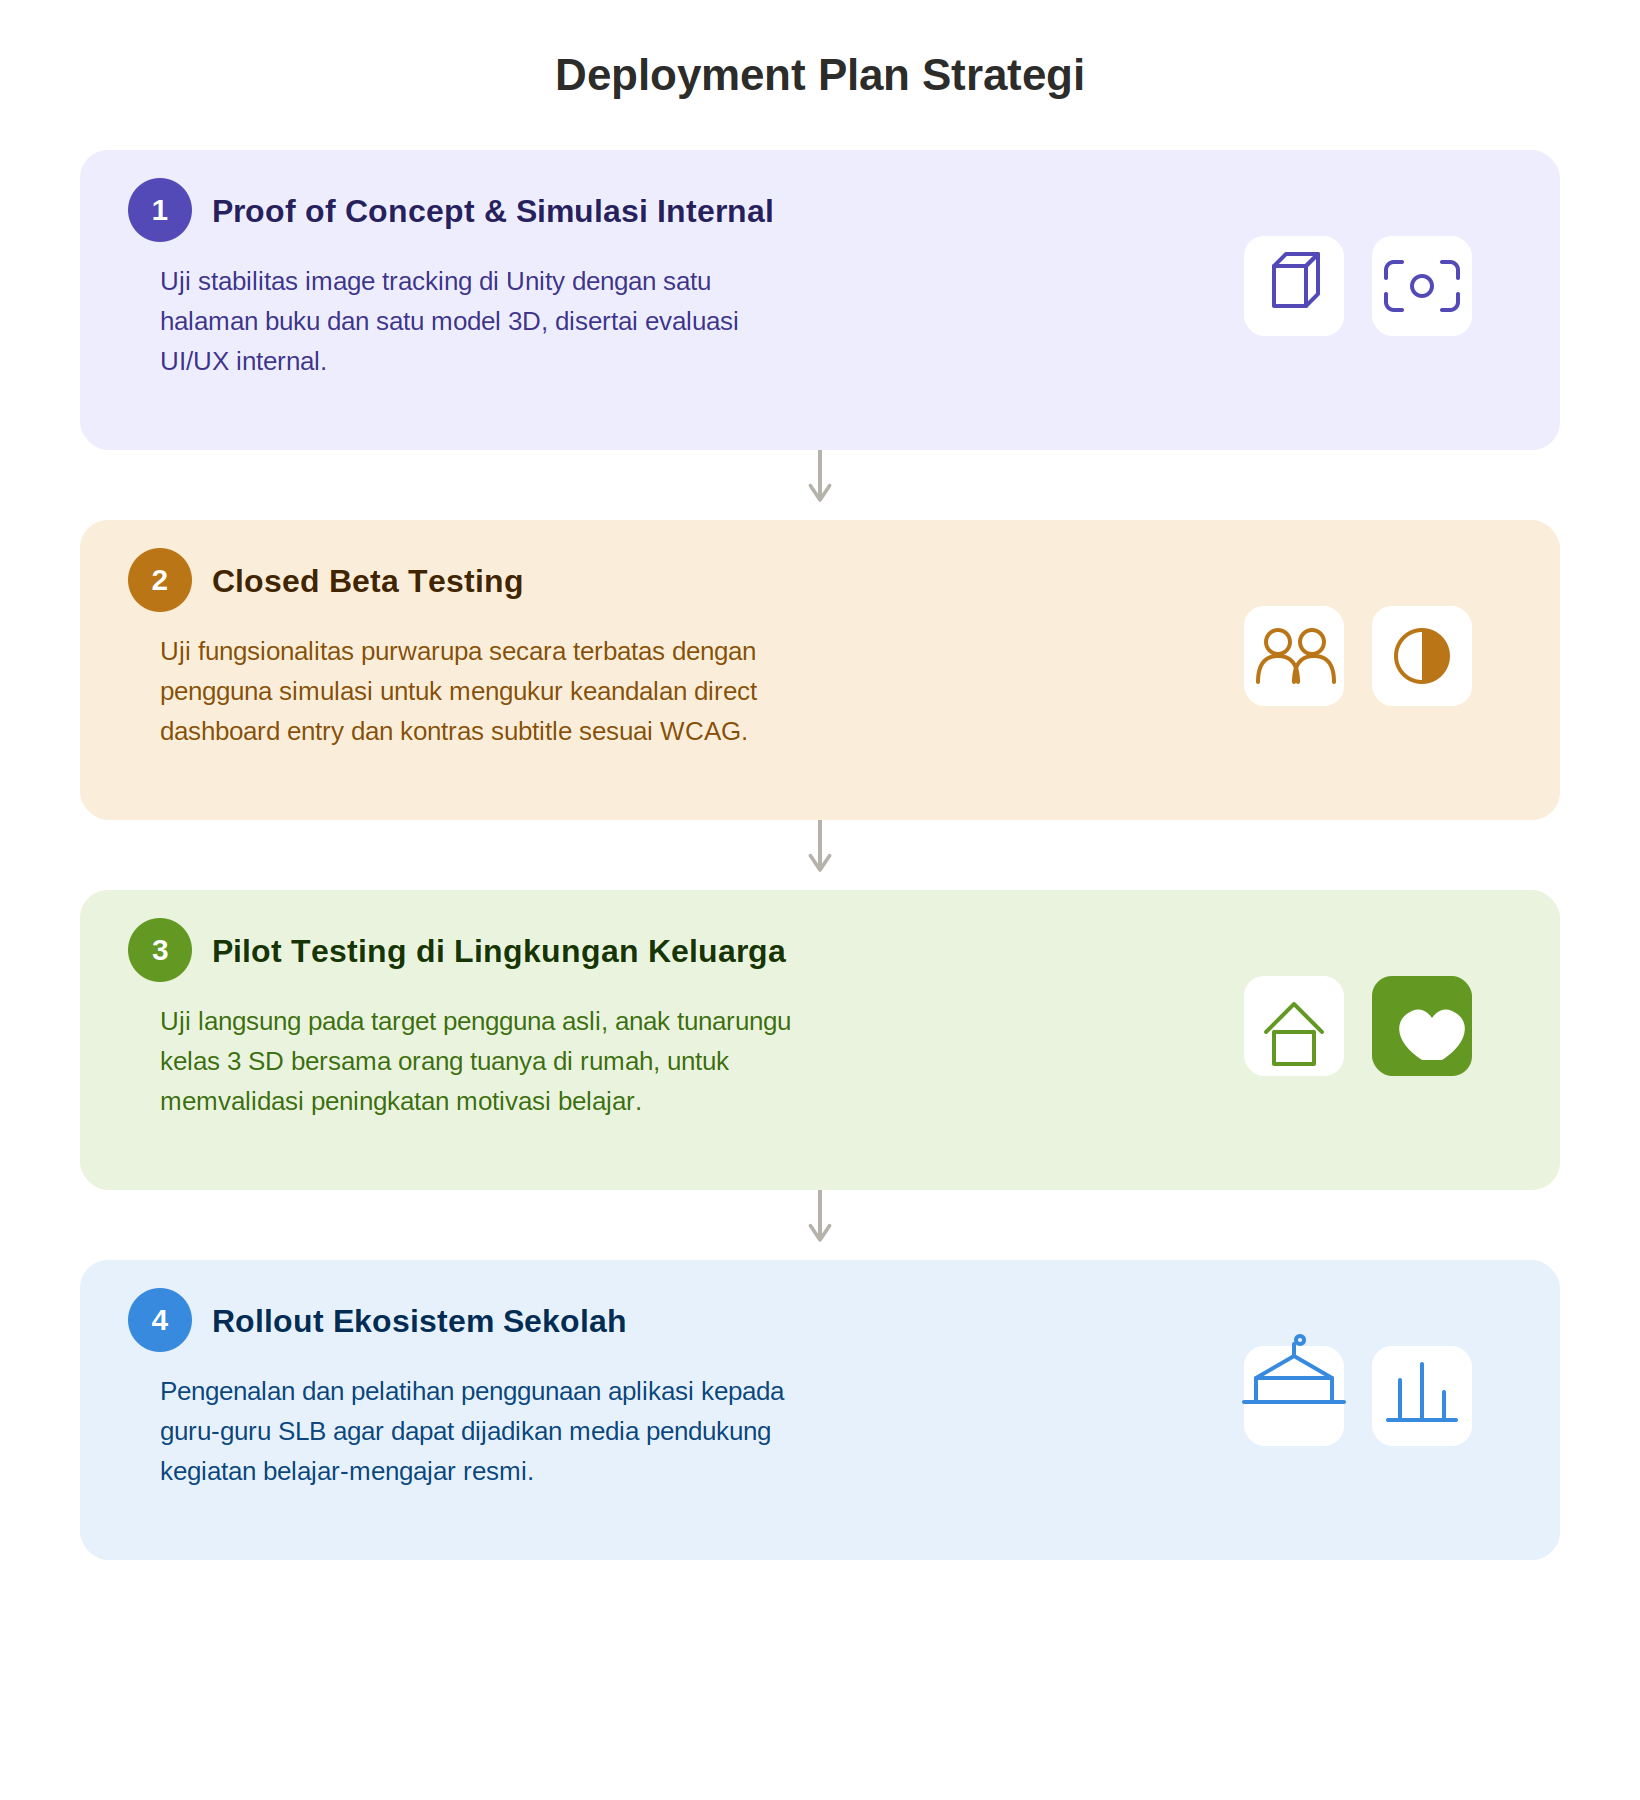 Deployment Plan Strategi
1
Proof of Concept & Simulasi Internal
Uji stabilitas image tracking di Unity dengan satu
halaman buku dan satu model 3D, disertai evaluasi
UI/UX internal.
2
Closed Beta Testing
Uji fungsionalitas purwarupa secara terbatas dengan
pengguna simulasi untuk mengukur keandalan direct
dashboard entry dan kontras subtitle sesuai WCAG.
3
Pilot Testing di Lingkungan Keluarga
Uji langsung pada target pengguna asli, anak tunarungu
kelas 3 SD bersama orang tuanya di rumah, untuk
memvalidasi peningkatan motivasi belajar.
4
Rollout Ekosistem Sekolah
Pengenalan dan pelatihan penggunaan aplikasi kepada
guru-guru SLB agar dapat dijadikan media pendukung
kegiatan belajar-mengajar resmi.